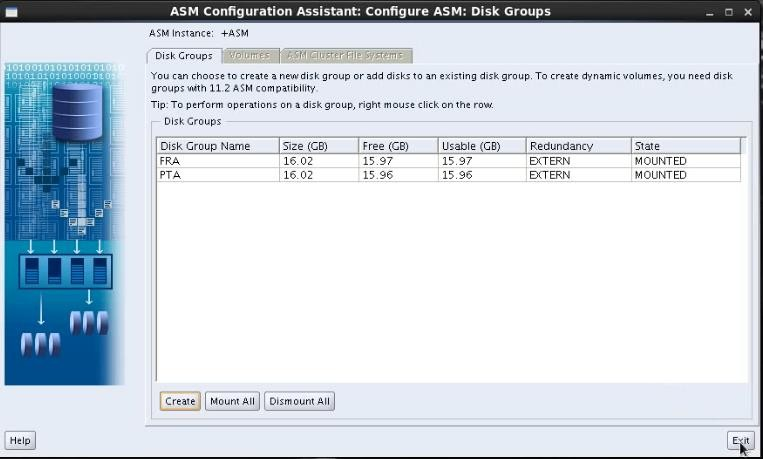 ASM Configuration Assistant: Configure ASM: Disk Groups
ASM Instance: +ASM
Disk Groups Volumes ASM Cluster File Systems
You can choose to create a new disk group or add disks to an existing disk group. To create dynamic volumes, you need disk
groups with 11.2 ASM compatibility.
Tip: To perform operations on a disk group, right mouse click on the row.
Disk Groups
Disk Group Name Size (GB) Free (GB) Usable (GB) Redundancy State
FRA 16.02 15.97 15.97 EXTERN MOUNTED
PTA 16.02 15.96 15.96 EXTERN MOUNTED
Create Mount All Dismount All
Help Exit